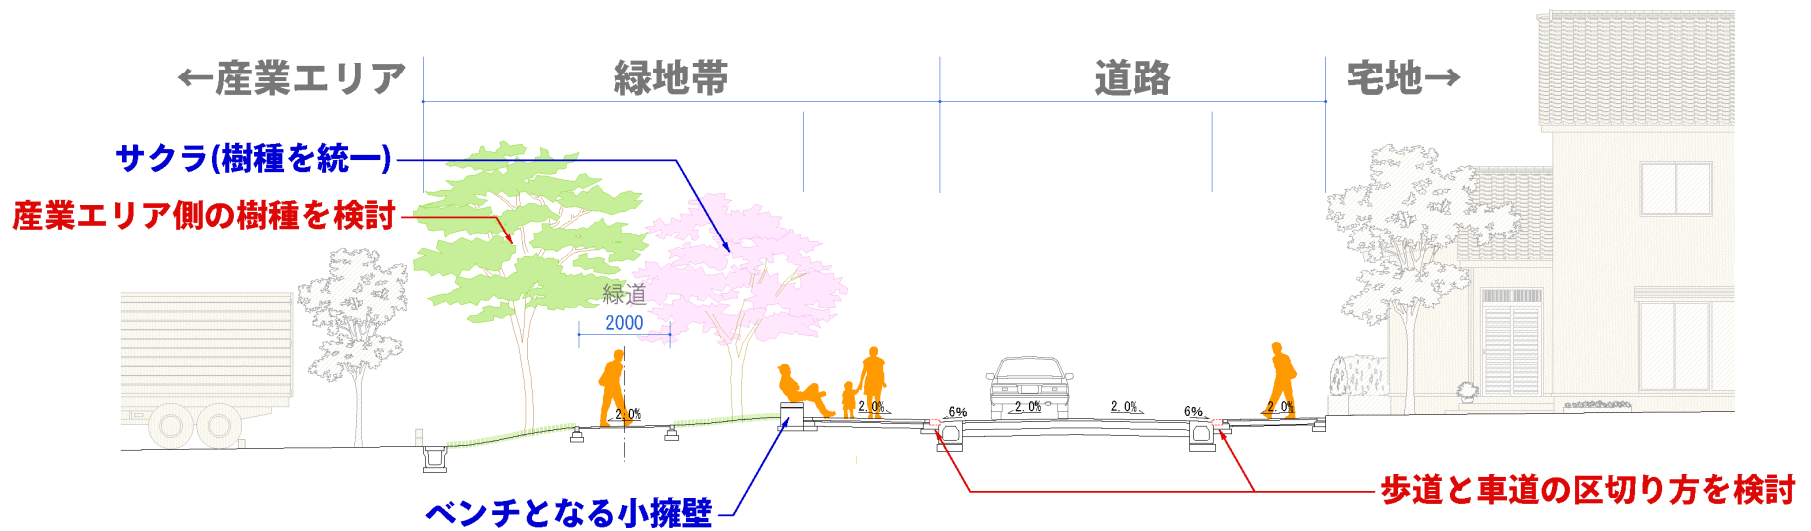 ←産業エリア
緑地帯
道路
宅地→
サクラ(樹種を統一)
産業エリア側の樹種を検討
緑道
2000
2.0%
2.0%
6%
2.0%
2.0%
6%
2.0%
ベンチとなる小擁壁
歩道と車道の区切り方を検討